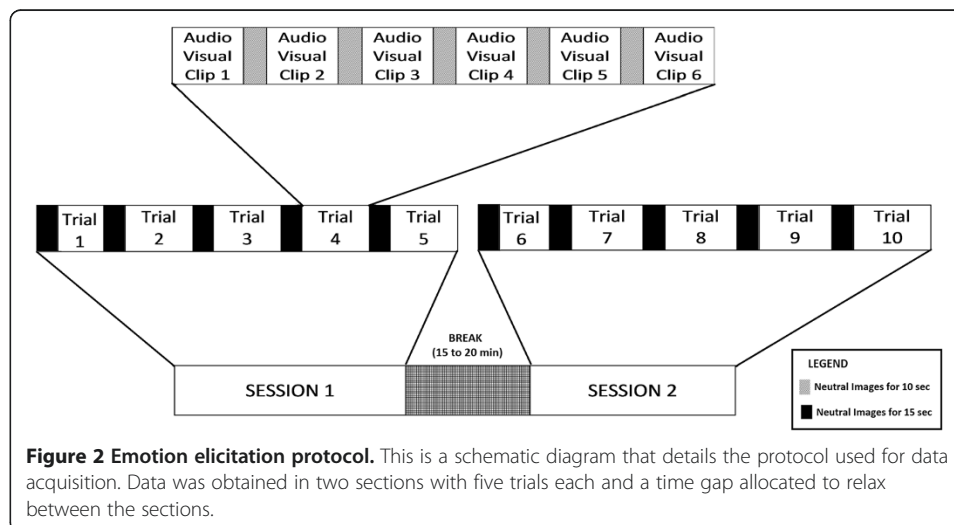 Audio Visual Clip 1
Audio Visual Clip 2
Audio Visual Clip 3
Audio Visual Clip 4
Audio Visual Clip 5
Audio Visual Clip 6
Trial 1
Trial 2
Trial 3
Trial 4
Trial 5
Trial 6
Trial 7
Trial 8
Trial 9
Trial 10
BREAK
(15 to 20 min)
SESSION 1
SESSION 2
LEGEND
Neutral Images for 10 sec
Neutral Images for 15 sec
Figure 2 Emotion elicitation protocol. This is a schematic diagram that details the protocol used for data
acquisition. Data was obtained in two sections with five trials each and a time gap allocated to relax
between the sections.